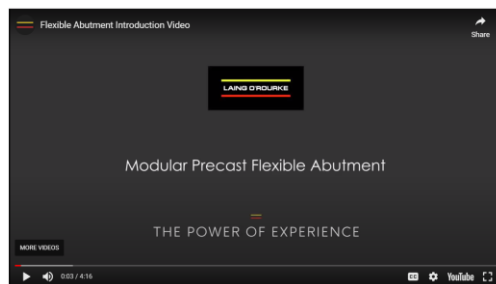 Flexible Abutment Introduction Video
Share
LAING O'ROURKE
Modular Precast Flexible Abutment
THE POWER OF EXPERIENCE
MORE VIDEOS
0:03 / 4:16
CC
YouTube